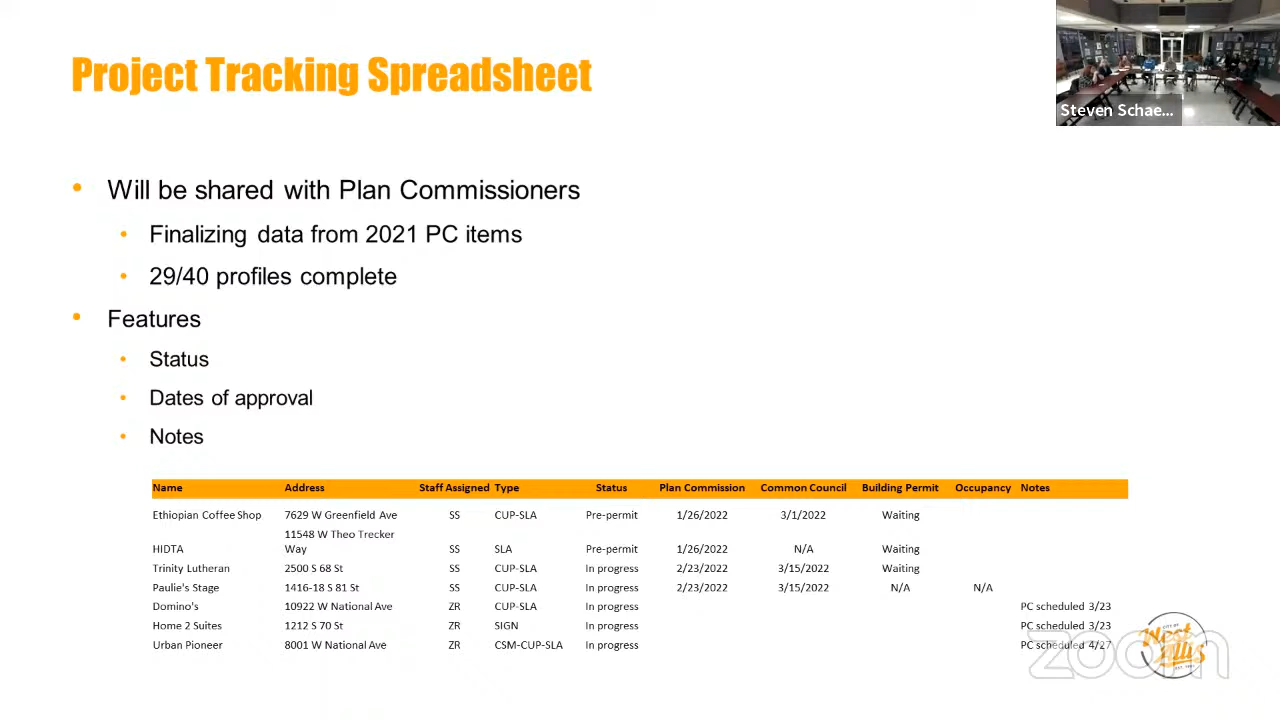 Project Tracking Spreadsheet
Steven Schae...
• Will be shared with Plan Commissioners
• Finalizing data from 2021 PC items
• 29/40 profiles complete
• Features
• Status
• Dates of approval
• Notes
Name Address Staff Assigned Type Status Plan Commission Common Council Building Permit Occupancy Notes
Ethiopian Coffee Shop 7629 W Greenfield Ave SS CUP-SLA Pre-permit 1/26/2022 3/1/2022 Waiting
11548 W Theo Trecker
HIDTA Way SS SLA Pre-permit 1/26/2022 N/A Waiting
Trinity Lutheran 2500 S 68 St SS CUP-SLA In progress 2/23/2022 3/15/2022 Waiting
Paulie's Stage 1416-18 S 81 St SS CUP-SLA In progress 2/23/2022 3/15/2022 N/A N/A
Domino's 10922 W National Ave ZR CUP-SLA In progress PC scheduled 3/23
Home 2 Suites 1212 S 70 St ZR SIGN In progress PC scheduled 3/23
Urban Pioneer 8001 W National Ave ZR CSM-CUP-SLA In progress PC scheduled 4/27
CITY OF
West
Allis
zoom